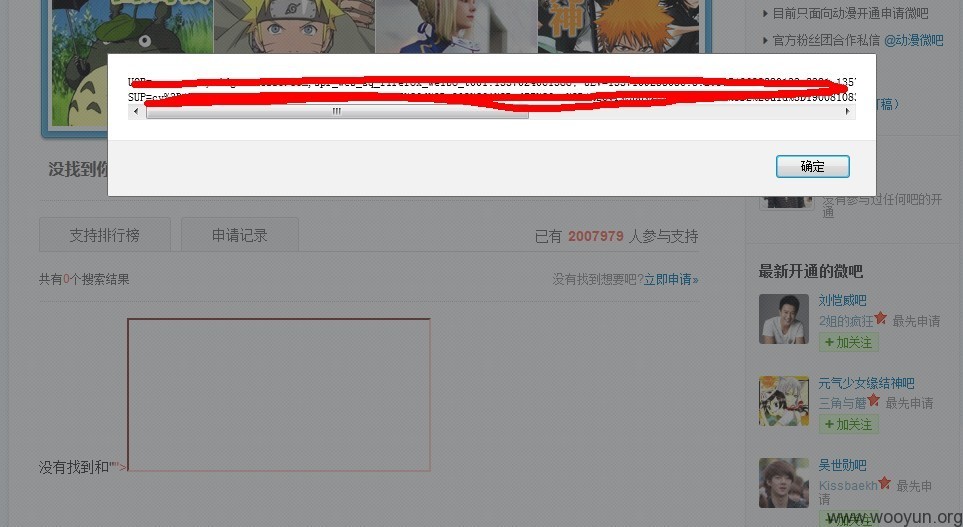 目前只面向动漫开通申请微吧
官方粉丝团合作私信 @动漫微吧
SUP=cv%3D
确定
没找到你
没有参与过任何吧的开
通
支持排行榜
申请记录
已有 2007979 人参与支持
共有0个搜索结果
没有找到想要吧?立即申请»
最新开通的微吧
刘恺威吧
2姐的疯狂 最先申请
+加关注
元气少女缘结神吧
三角与蘑 最先申请
+加关注
吴世勋吧
Kissbaekh 最先申
请
+加关注
没有找到和"">
www.wooyun.org